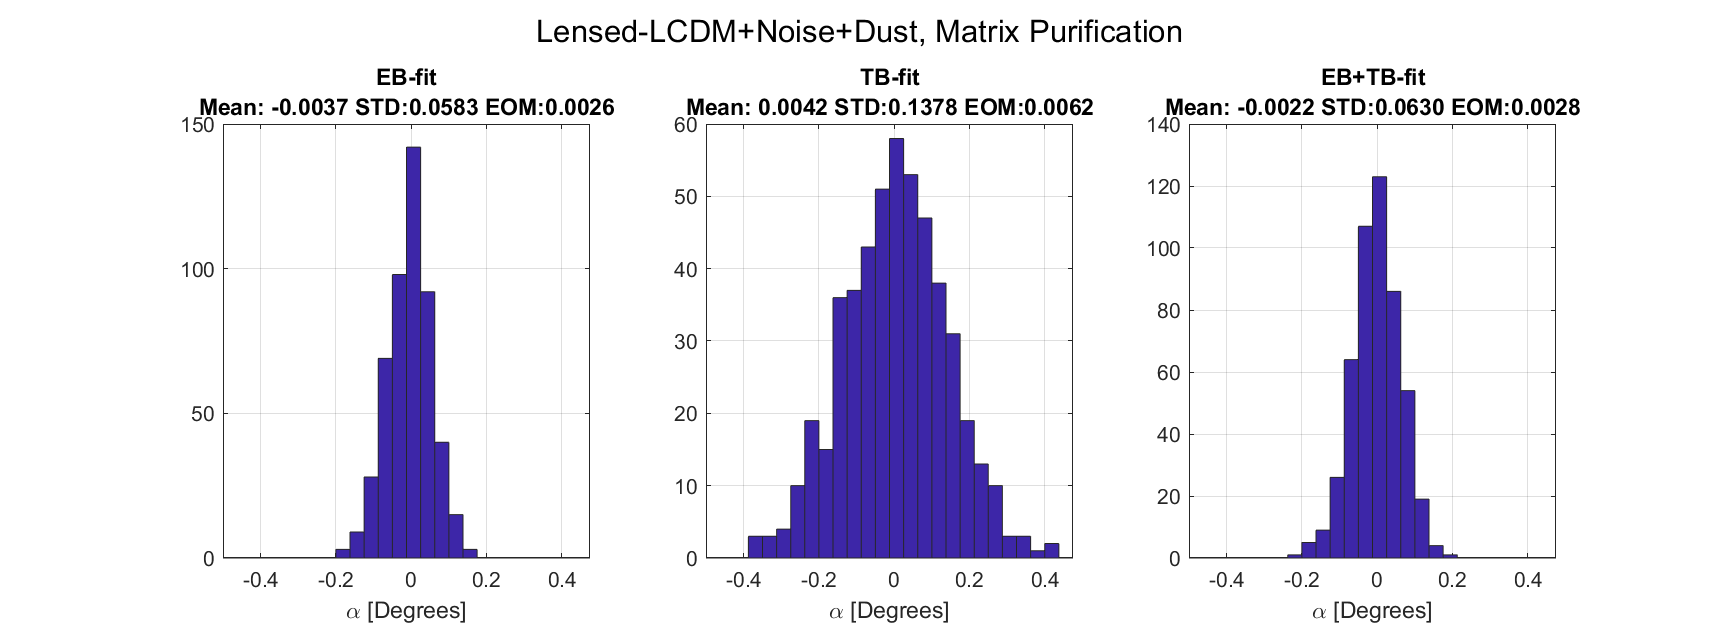 Lensed-LCDM+Noise+Dust, Matrix Purification
EB-fit
Mean: -0.0037 STD:0.0583 EOM:0.0026
150
100
50
0
-0.4 -0.2 0 0.2 0.4
α [Degrees]
TB-fit
Mean: 0.0042 STD:0.1378 EOM:0.0062
60
50
40
30
20
10
0
-0.4 -0.2 0 0.2 0.4
α [Degrees]
EB+TB-fit
Mean: -0.0022 STD:0.0630 EOM:0.0028
140
120
100
80
60
40
20
0
-0.4 -0.2 0 0.2 0.4
α [Degrees]